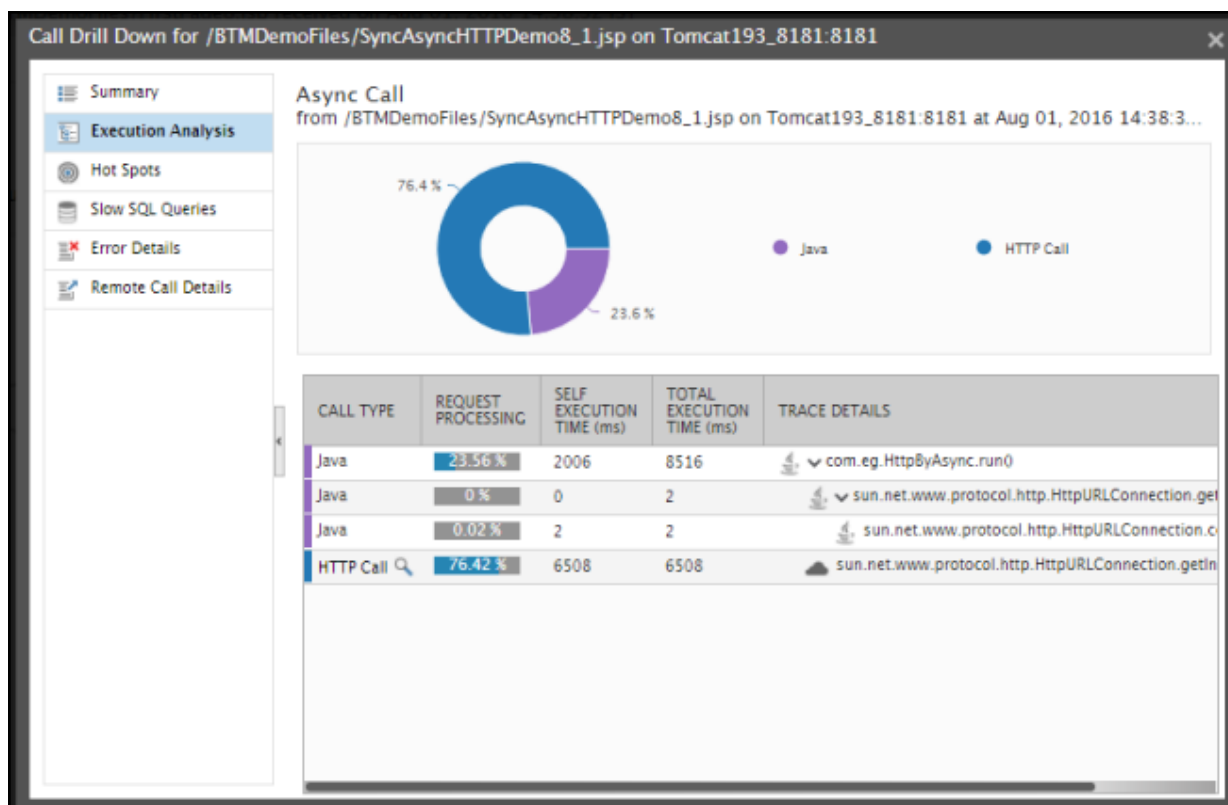 Call Drill Down for /BTMDemoFiles/SyncAsyncHTTPDemo8_1.jsp on Tomcat193_8181:8181
Summary
Execution Analysis
Hot Spots
Slow SQL Queries
Error Details
Remote Call Details
Async Call
from /BTMDemoFiles/SyncAsyncHTTPDemo8_1.jsp on Tomcat193_8181:8181 at Aug 01, 2016 14:38:3...
76.4 %
23.6 %
Java
HTTP Call
CALL TYPE REQUEST PROCESSING SELF EXECUTION TIME (ms) TOTAL EXECUTION TIME (ms) TRACE DETAILS
Java 23.56 % 2006 8516 com.eg.HttpByAsync.run()
Java 0 % 0 2 sun.net.www.protocol.http.HttpURLConnection.get
Java 0.02 % 2 2 sun.net.www.protocol.http.HttpURLConnection.c
HTTP Call 76.42 % 6508 6508 sun.net.www.protocol.http.HttpURLConnection.getIn